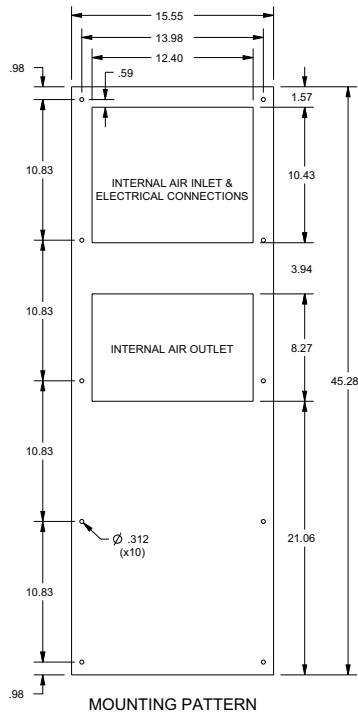 15.55
13.98
.98
12.40
.59
1.57
10.83
INTERNAL AIR INLET &
ELECTRICAL CONNECTIONS
10.43
3.94
10.83
INTERNAL AIR OUTLET
8.27
45.28
10.83
Ø .312
(x10)
21.06
10.83
.98
MOUNTING PATTERN